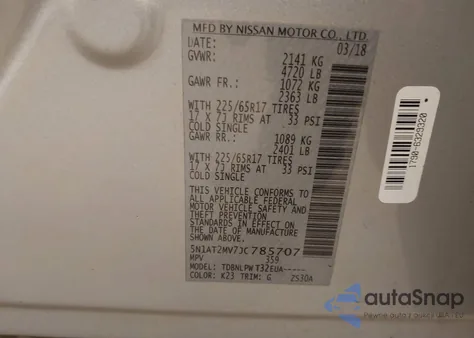 MFD BY NISSAN MOTOR CO., LTD.
DATE: 03/18
GVWR: 2141 KG
4720 LB
GAWR FR.: 1072 KG
2363 LB
WITH 225/65R17 TIRES
17 X 7J RIMS AT 33 PSI
COLD SINGLE
GAWR RR.: 1089 KG
2401 LB
WITH 225/65R17 TIRES
17 X 7J RIMS AT 33 PSI
COLD SINGLE
THIS VEHICLE CONFORMS TO
ALL APPLICABLE FEDERAL
MOTOR VEHICLE SAFETY AND
THEFT PREVENTION
STANDARDS IN EFFECT ON THE
DATE OF MANUFACTURE
SHOWN ABOVE.
5N1AT2MV7JC785707
MPV 359
MODEL: TDBNLPW T32EUA-----
COLOR: K23 TRIM: G ZS30A
1790-6329320
autoSnap